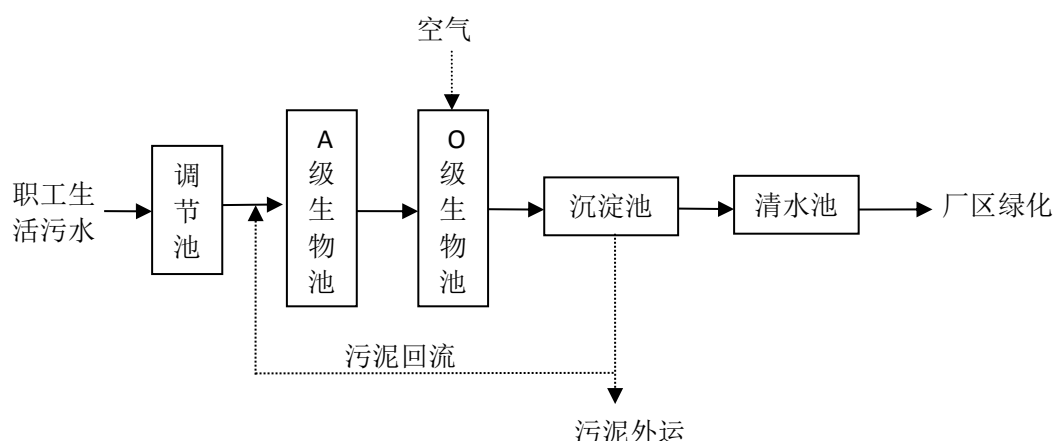 空气
职工生
活污水
调
节
池
A
级
生
物
池
O
级
生
物
池
沉淀池
清水池
厂区绿化
污泥回流
污泥外运